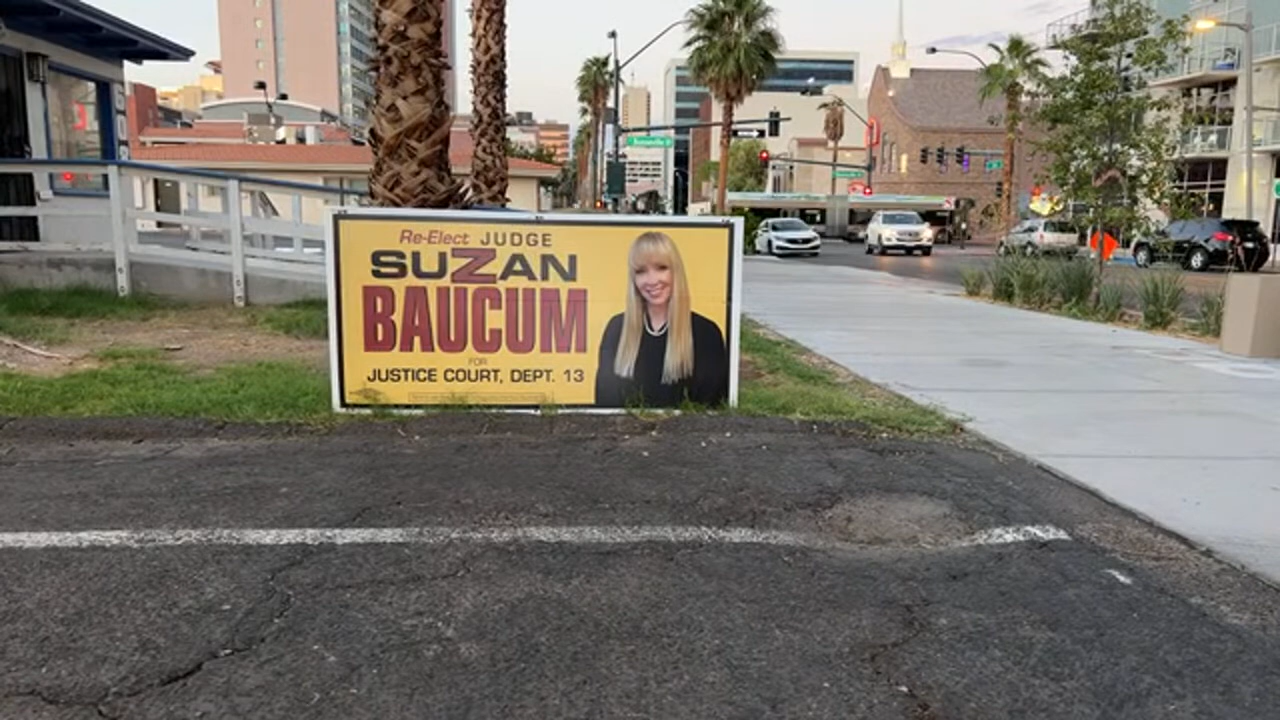 Re-Elect JUDGE
SUZAN
BAUCUM
FOR
JUSTICE COURT, DEPT. 13